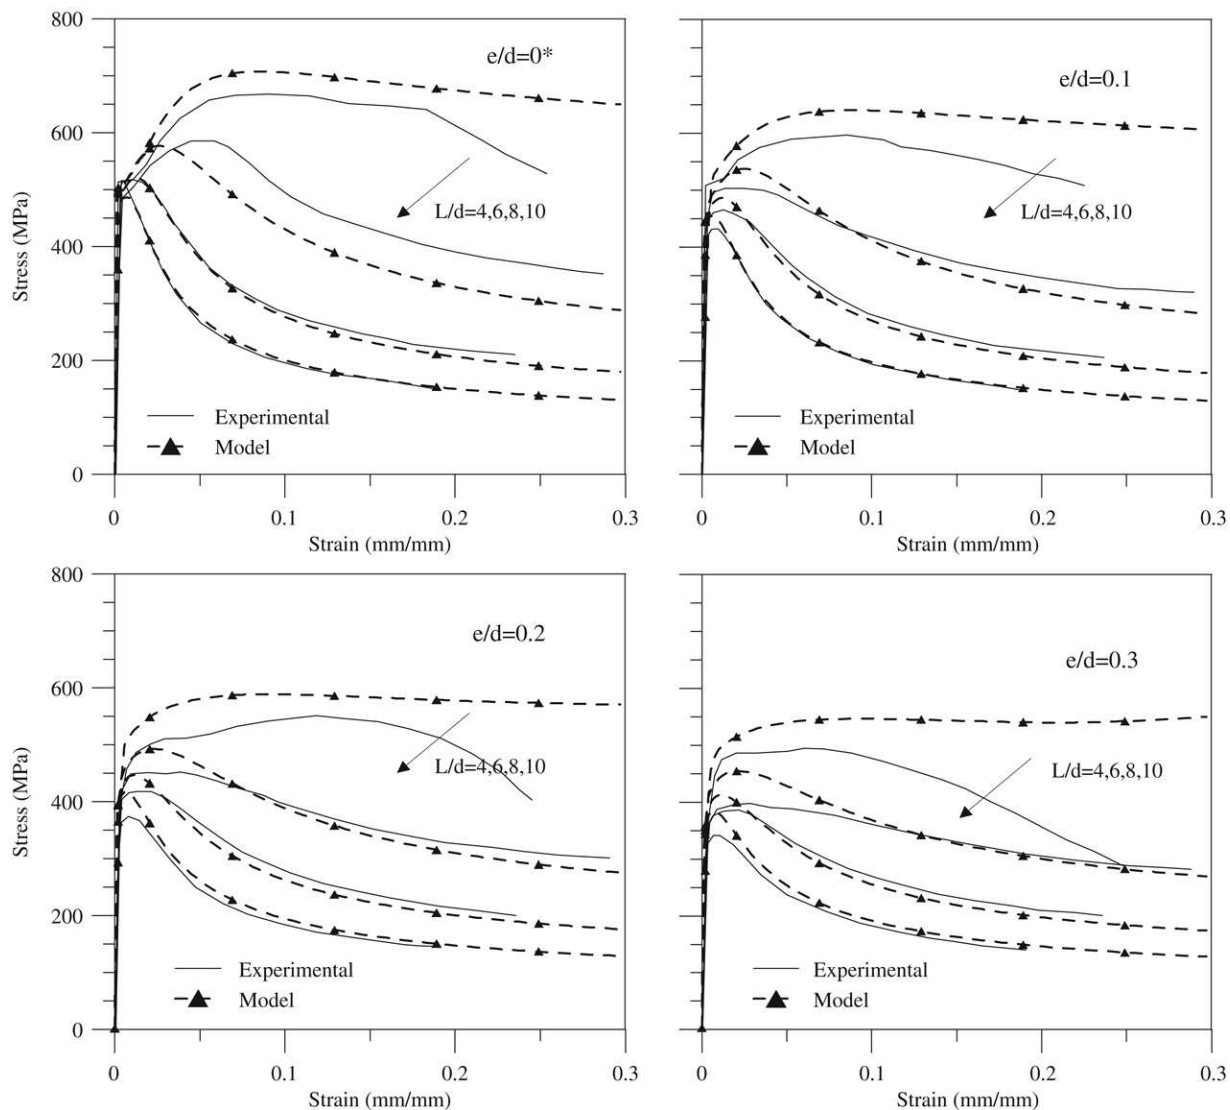 800
600
400
200
0
Stress (MPa)
e/d=0*
L/d=4,6,8,10
Experimental
Model
0
0.1
0.2
0.3
Strain (mm/mm)
e/d=0.1
L/d=4,6,8,10
Experimental
Model
0
0.1
0.2
0.3
Strain (mm/mm)
800
600
400
200
0
Stress (MPa)
e/d=0.2
L/d=4,6,8,10
Experimental
Model
0
0.1
0.2
0.3
Strain (mm/mm)
e/d=0.3
L/d=4,6,8,10
Experimental
Model
0
0.1
0.2
0.3
Strain (mm/mm)